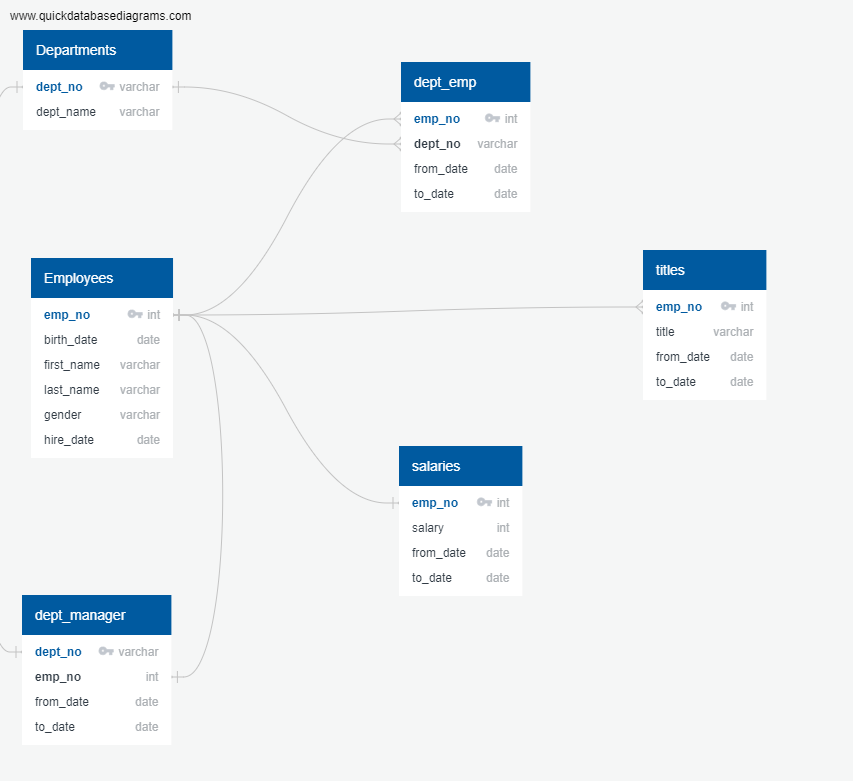 www.quickdatabasediagrams.com
Departments
dept_no varchar
dept_name varchar
dept_emp
emp_no int
dept_no varchar
from_date date
to_date date
Employees
emp_no int
birth_date date
first_name varchar
last_name varchar
gender varchar
hire_date date
titles
emp_no int
title varchar
from_date date
to_date date
salaries
emp_no int
salary int
from_date date
to_date date
dept_manager
dept_no varchar
emp_no int
from_date date
to_date date